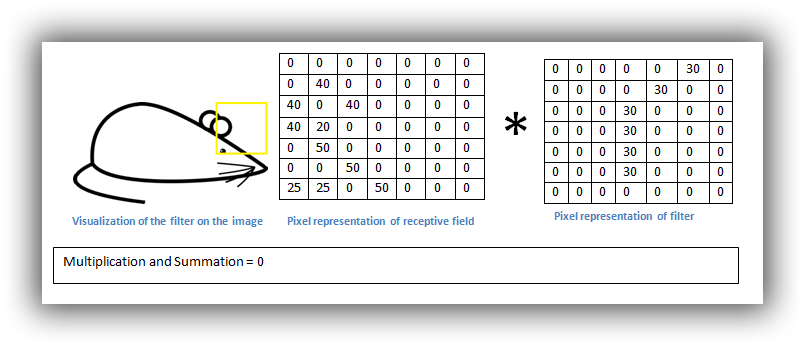 0 0 0 0 0 0 0
0 40 0 0 0 0 0
40 0 40 0 0 0 0
40 20 0 0 0 0 0
0 50 0 0 0 0 0
0 0 50 0 0 0 0
25 25 0 50 0 0 0
*
0 0 0 0 0 30 0
0 0 0 0 30 0 0
0 0 0 30 0 0 0
0 0 0 30 0 0 0
0 0 0 30 0 0 0
0 0 0 30 0 0 0
0 0 0 0 0 0 0
Visualization of the filter on the image
Pixel representation of receptive field
Pixel representation of filter
Multiplication and Summation = 0